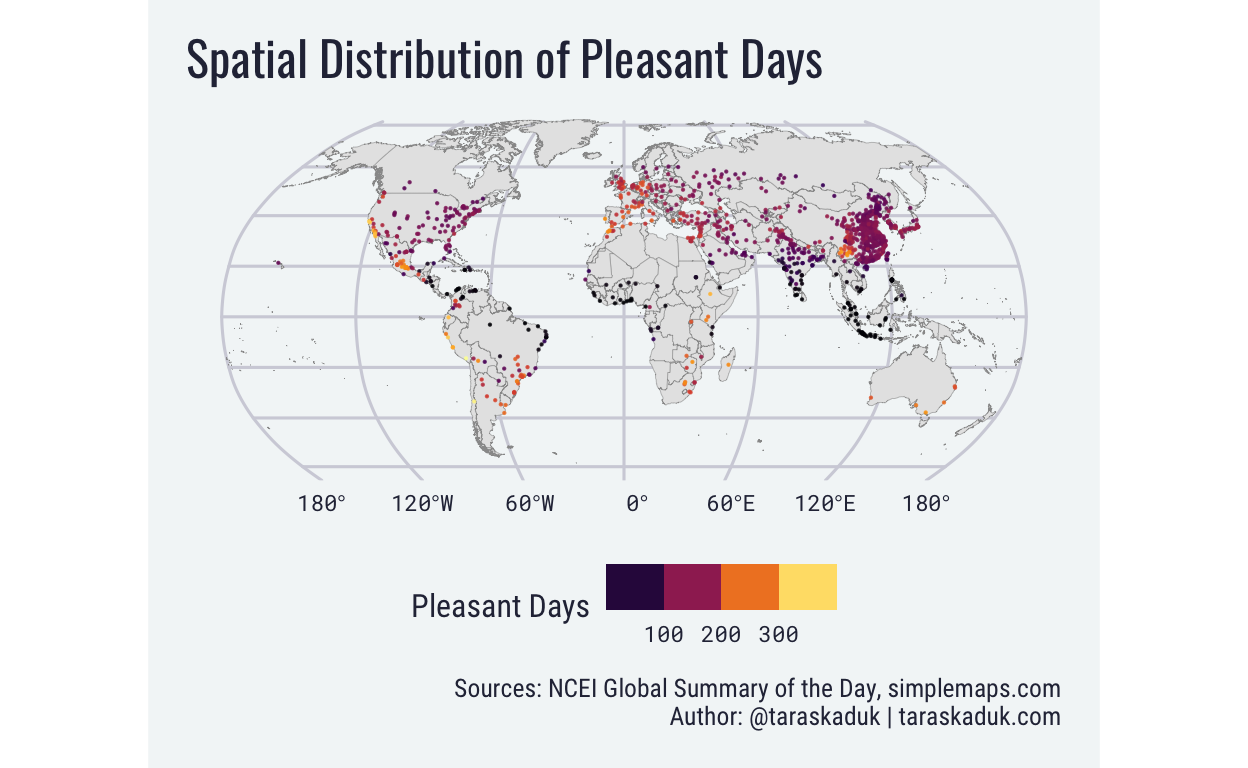 Spatial Distribution of Pleasant Days
180° 120°W 60°W 0° 60°E 120°E 180°
Pleasant Days
100 200 300
Sources: NCEI Global Summary of the Day, simplemaps.com
Author: @taraskaduk | taraskaduk.com